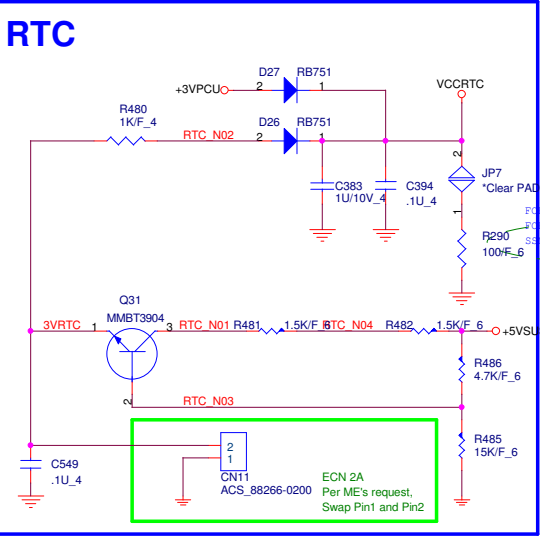 RTC
D27 RB751
+3VPCU 2 1
VCCRTC
R480
1K/F_4
D26 RB751
RTC_N02 2 1
2
JP7
*Clear PAD
C383
1U/10V_4
C394
.1U_4
1
R290
100/F_6
Q31
MMBT3904
3VRTC 1 3 RTC_N01 R481 1.5K/F_6 RTC_N04 R482 1.5K/F_6 +5VSU
R486
4.7K/F_6
2 RTC_N03
R485
15K/F_6
2
1
CN11
ACS_88266-0200
ECN 2A
Per ME's request,
Swap Pin1 and Pin2
C549
.1U_4